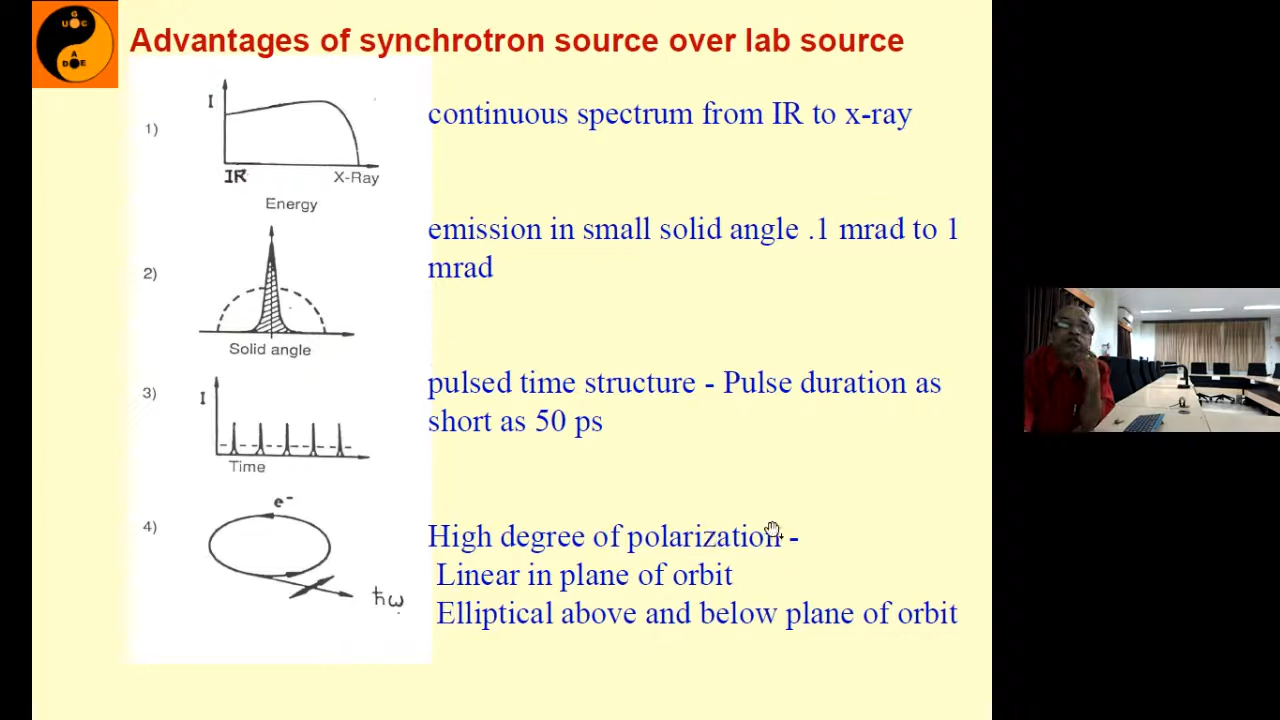 UGC
DAE
Advantages of synchrotron source over lab source
1)
I
IR
X-Ray
Energy
continuous spectrum from IR to x-ray
2)
Solid angle
emission in small solid angle .1 mrad to 1
mrad
3)
I
Time
pulsed time structure - Pulse duration as
short as 50 ps
4)
e⁻
ħω
High degree of polarization -
Linear in plane of orbit
Elliptical above and below plane of orbit